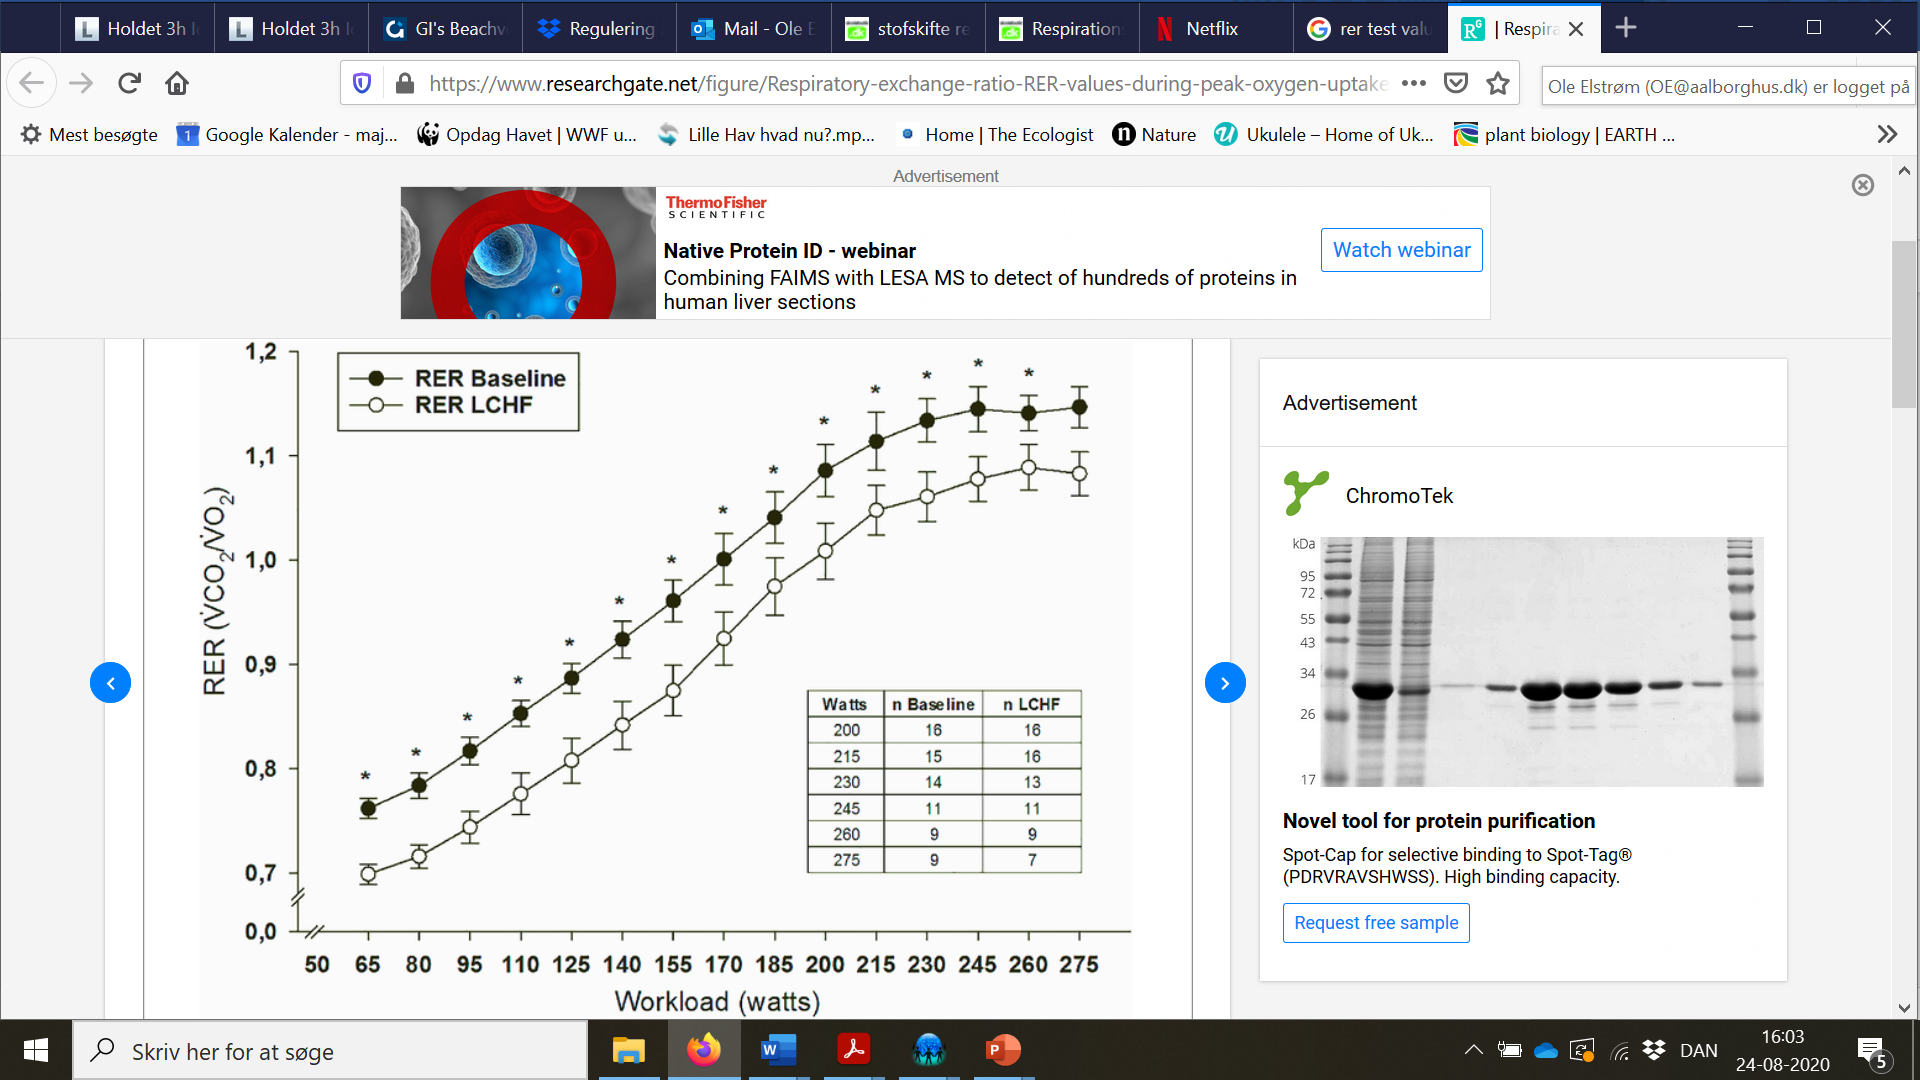 Holdet 3h
Holdet 3h
GI's Beachv
Regulering
Mail - Ole E
stofskifte re
Respiration
Netflix
rer test valu
| Respira
https://www.researchgate.net/figure/Respiratory-exchange-ratio-RER-values-during-peak-oxygen-uptake
Ole Elstrøm (OE@aalborghus.dk) er logget på
Mest besøgte
1 Google Kalender - maj...
Opdag Havet | WWF u...
Lille Hav hvad nu?.mp...
Home | The Ecologist
n Nature
Ukulele – Home of Uk...
plant biology | EARTH ...
Advertisement
ThermoFisher
SCIENTIFIC
Native Protein ID - webinar
Combining FAIMS with LESA MS to detect of hundreds of proteins in
human liver sections
Watch webinar
RER Baseline
RER LCHF
RER (V̇CO2/V̇O2)
1,2
1,1
1,0
0,9
0,8
0,7
0,0
* * * * * * * * * * * * * *
Watts n Baseline n LCHF
200 16 16
215 15 16
230 14 13
245 11 11
260 9 9
275 9 7
50 65 80 95 110 125 140 155 170 185 200 215 230 245 260 275
Workload (watts)
Advertisement
ChromoTek
kDa
95
72
55
43
34
26
17
Novel tool for protein purification
Spot-Cap for selective binding to Spot-Tag®
(PDRVRAVSHWSS). High binding capacity.
Request free sample
Skriv her for at søge
DAN
16:03
24-08-2020
5